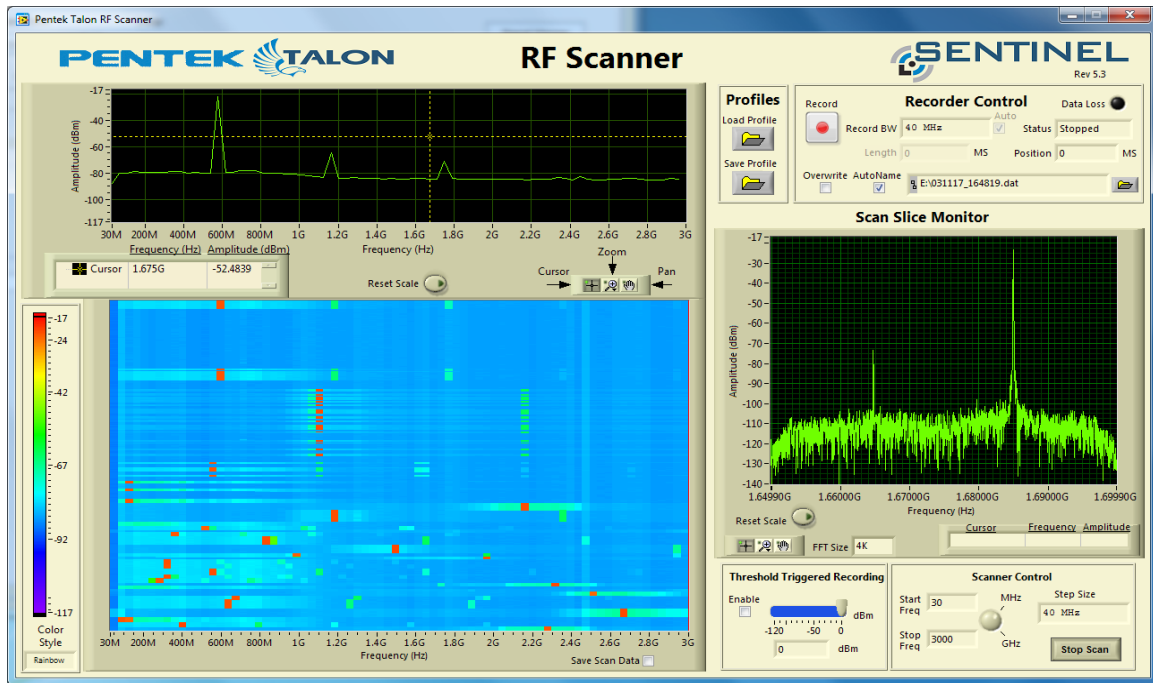 Pentek Talon RF Scanner
PENTEK TALON
RF Scanner
SENTINEL
Rev 5.3
-17
-40
-60
-80
-100
-117
Amplitude (dBm)
30M 200M 400M 600M 800M 1G 1.2G 1.4G 1.6G 1.8G 2G 2.2G 2.4G 2.6G 2.8G 3G
Frequency (Hz)
Frequency (Hz) Amplitude (dBm)
Cursor 1.675G -52.4839
Reset Scale
Zoom
Cursor
Pan
Profiles
Load Profile
Save Profile
Recorder Control
Record
Data Loss
Record BW 40 MHz
Auto
Status Stopped
Length 0 MS
Position 0 MS
Overwrite AutoName
E:\031117_164819.dat
Scan Slice Monitor
-17
-30
-40
-50
-60
-70
-80
-90
-100
-110
-120
-130
-140
Amplitude (dBm)
1.64990G 1.66000G 1.67000G 1.68000G 1.69000G 1.69990G
Frequency (Hz)
Reset Scale
Cursor Frequency Amplitude
FFT Size 4K
-17
-24
-42
-67
-92
-117
Color
Style
Rainbow
30M 200M 400M 600M 800M 1G 1.2G 1.4G 1.6G 1.8G 2G 2.2G 2.4G 2.6G 2.8G 3G
Frequency (Hz)
Save Scan Data
Threshold Triggered Recording
Enable
dBm
-120 -50 0
0 dBm
Scanner Control
Start
Freq
30
MHz
Step Size
40 MHz
Stop
Freq
3000
GHz
Stop Scan